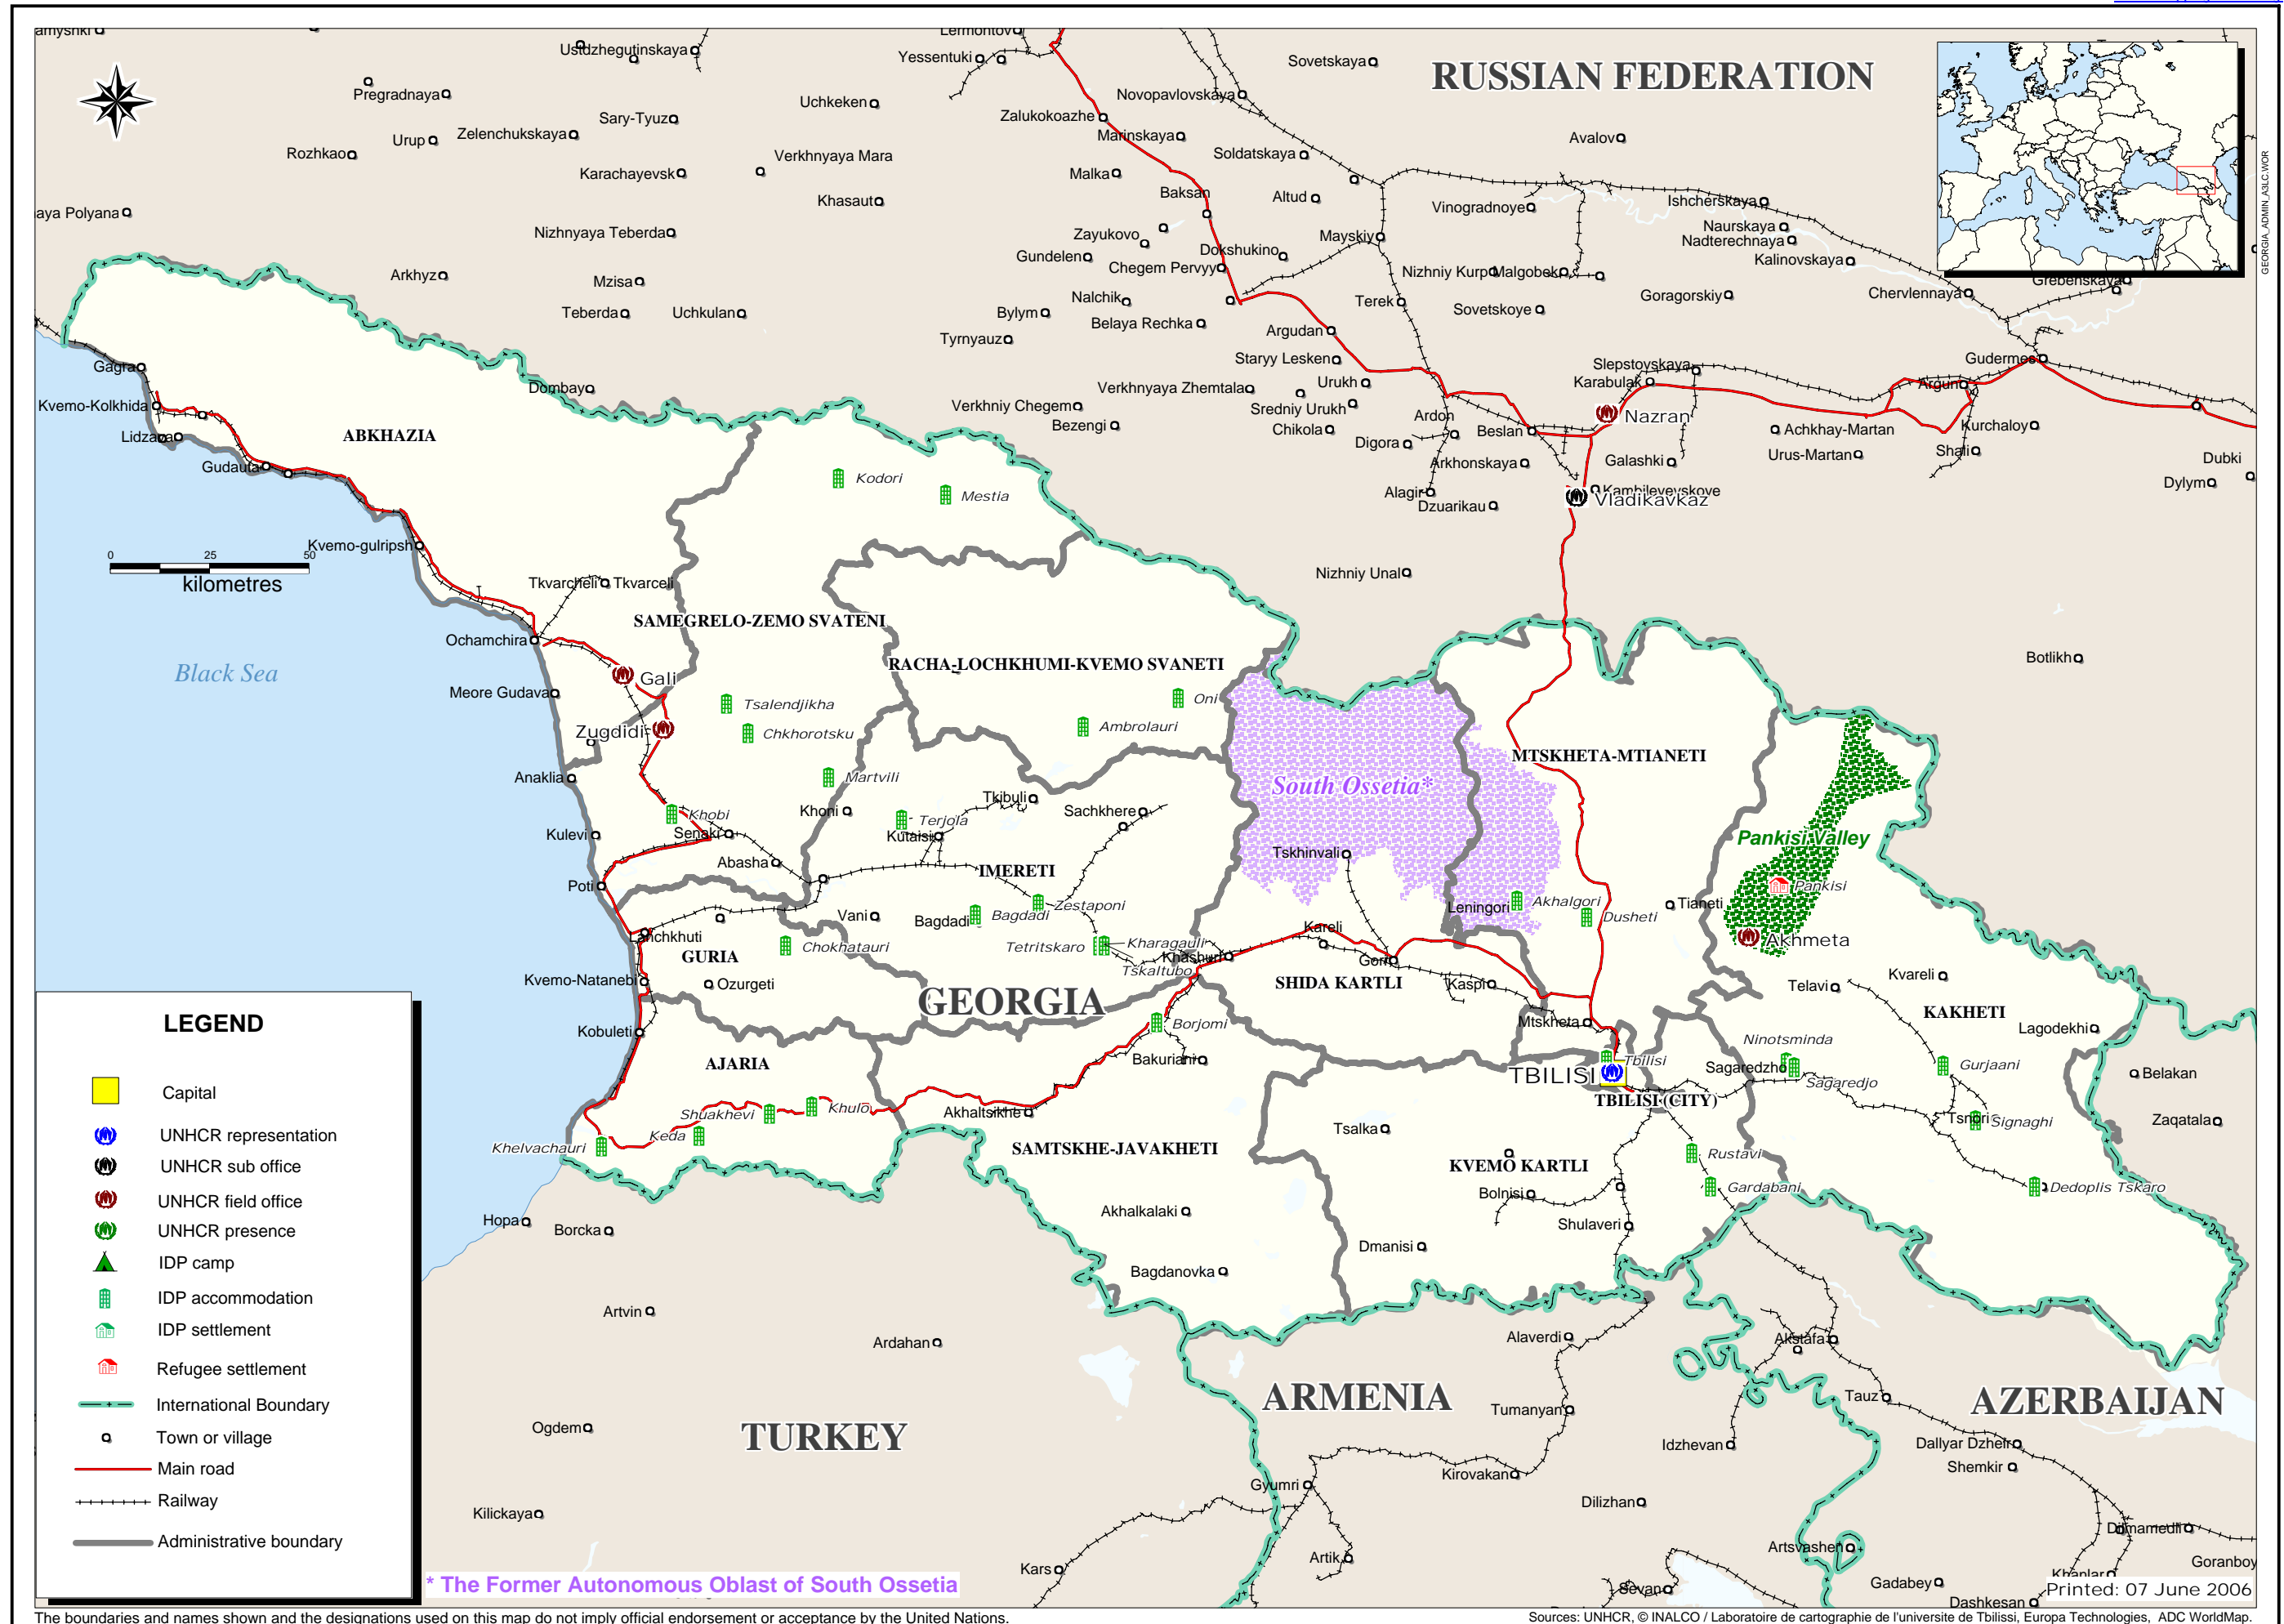 RUSSIAN FEDERATION
Ustdzhegutinskaya
Lermontov
Yessentuki
Sovetskaya
Pregradnaya
Uchkeken
Novopavlovskaya
Zalukokoazhe
Marinskaya
Sary-Tyuz
Zelenchukskaya
Urup
Rozhkao
Verkhnyaya Mara
Soldatskaya
Avalov
Karachayevsk
Malka
Baksan
Altud
Khasaut
Vinogradnoye
Ishcherskaya
aya Polyana
Naurskaya
Nizhnyaya Teberda
Zayukovo
Mayskiy
Nadterechnaya
Dokshukino
Gundelen
Chegem Pervyy
Kalinovskaya
Arkhyz
Nizhniy Kurp
Malgobek
Mzisa
Grebenskaya
Nalchik
Terek
Goragorskiy
Chervlennaya
Teberda
Uchkulan
Bylym
Belaya Rechka
Sovetskoye
Tyrnyauz
Argudan
Staryy Lesken
Slepstovskaya
Gudermes
Gagra
Dombay
Verkhnyaya Zhemtala
Urukh
Karabulak
Argun
Kvemo-Kolkhida
Verkhniy Chegem
Sredniy Urukh
Ardon
Nazran
Lidzava
ABKHAZIA
Bezengi
Chikola
Beslan
Achkhay-Martan
Kurchaloy
Digora
Gudauta
Arkhonskaya
Galashki
Urus-Martan
Shali
Dubki
Kodori
Mestia
Alagir
Kambileyevskoye
Vladikavkaz
Dylym
Dzuarikau
0 25 50
kilometres
Kvemo-gulripsh
Tkvarcheli
Tkvarceli
Nizhniy Unal
SAMEGRELO-ZEMO SVATENI
Ochamchira
RACHA-LOCHKHUMI-KVEMO SVANETI
Botlikh
Black Sea
Gali
Meore Gudava
Tsalendjikha
Oni
Zugdidi
Chkhorotsku
Ambrolauri
MTSKHETA-MTIANETI
Anaklia
Martvili
South Ossetia*
Khobi
Khoni
Tkibuli
Sachkhere
Terjola
Kulevi
Senaki
Kutaisi
Pankisi Valley
Abasha
IMERETI
Tskhinvali
Poti
Pankisi
Lanchkhuti
Vani
Bagdadi
Bagdadi
Zestaponi
Leningori
Akhalgori
Dusheti
Tianeti
Chokhatauri
Tetritskaro
Kharagauli
Kareli
Akhmeta
GURIA
Tskaltubo
Khashuri
Gori
Kvemo-Natanebi
Ozurgeti
SHIDA KARTLI
Kaspi
Telavi
Kvareli
GEORGIA
KAKHETI
Kobuleti
Borjomi
Mtskheta
Lagodekhi
AJARIA
Bakuriani
Tbilisi
Ninotsminda
Sagaredzho
Sagaredjo
Gurjaani
Belakan
TBILISI
TBILISI (CITY)
Shuakhevi
Khulo
Akhaltsikhe
Keda
Tsalka
Tsnori
Signaghi
Zaqatala
Khelvachauri
SAMTSKHE-JAVAKHETI
KVEMO KARTLI
Rustavi
Bolnisi
Gardabani
Dedoplis Tskaro
Hopa
Borcka
Akhalkalaki
Shulaveri
Dmanisi
Bagdanovka
Artvin
Ardahan
Alaverdi
Akstafa
ARMENIA
Tauz
AZERBAIJAN
Ogdem
TURKEY
Tumanyan
Idzhevan
Dallyar Dzheir
Shemkir
Kirovakan
Gyumri
Kilickaya
Dilizhan
Kars
Artik
Artsvashen
Goranboy
Sevan
Gadabey
Khanlar
Dashkesan
LEGEND
Capital
UNHCR representation
UNHCR sub office
UNHCR field office
UNHCR presence
IDP camp
IDP accommodation
IDP settlement
Refugee settlement
International Boundary
Town or village
Main road
Railway
Administrative boundary
* The Former Autonomous Oblast of South Ossetia
Printed: 07 June 2006
GEORGIA_ADMIN_A3LC.WOR
The boundaries and names shown and the designations used on this map do not imply official endorsement or acceptance by the United Nations.
Sources: UNHCR, © INALCO / Laboratoire de cartographie de l'universite de Tbilissi, Europa Technologies, ADC WorldMap.